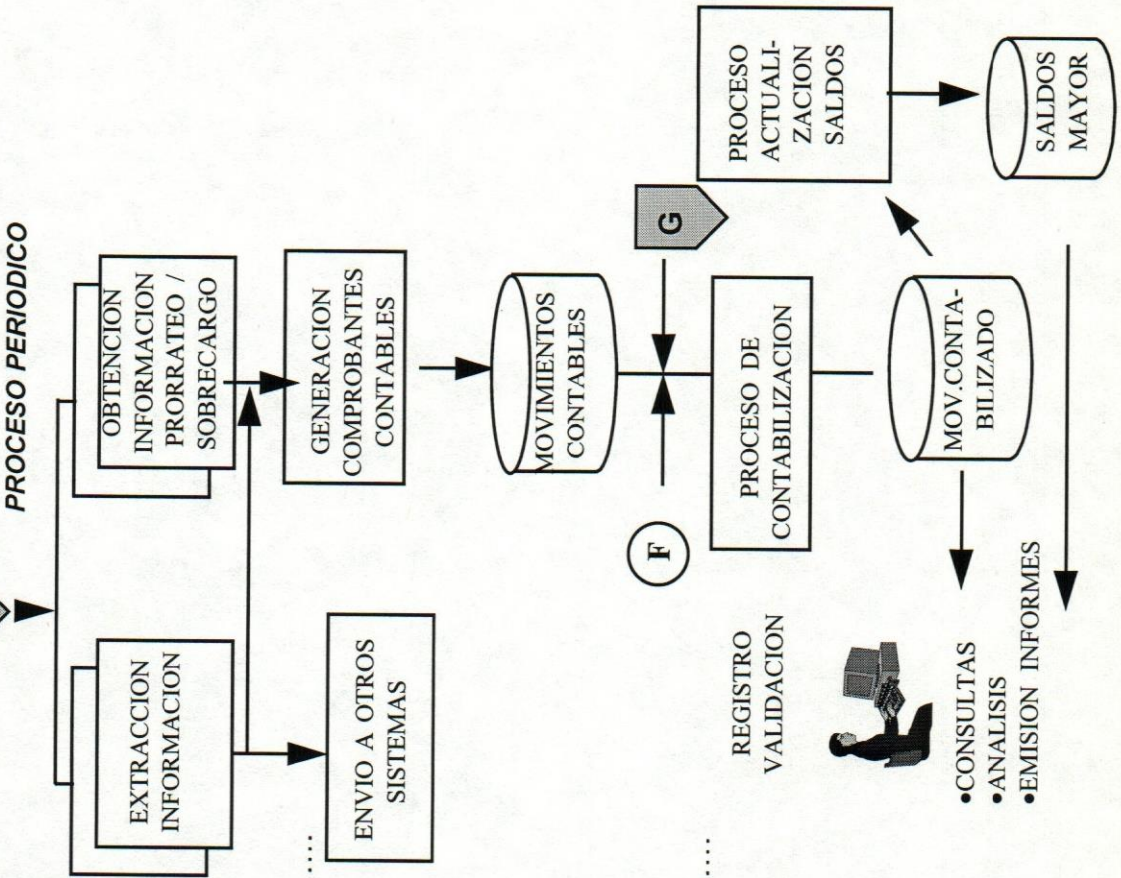 PROCESO PERIODICO
EXTRACCION
INFORMACION
OBTENCION
INFORMACION
PRORRATEO /
SOBRECARGO
....
ENVIO A OTROS
SISTEMAS
GENERACION
COMPROBANTES
CONTABLES
MOVIMIENTOS
CONTABLES
F
G
....
REGISTRO
VALIDACION
PROCESO DE
CONTABILIZACION
PROCESO
ACTUALI-
ZACION
SALDOS
•CONSULTAS
•ANALISIS
•EMISION INFORMES
MOV.CONTA-
BILIZADO
SALDOS
MAYOR